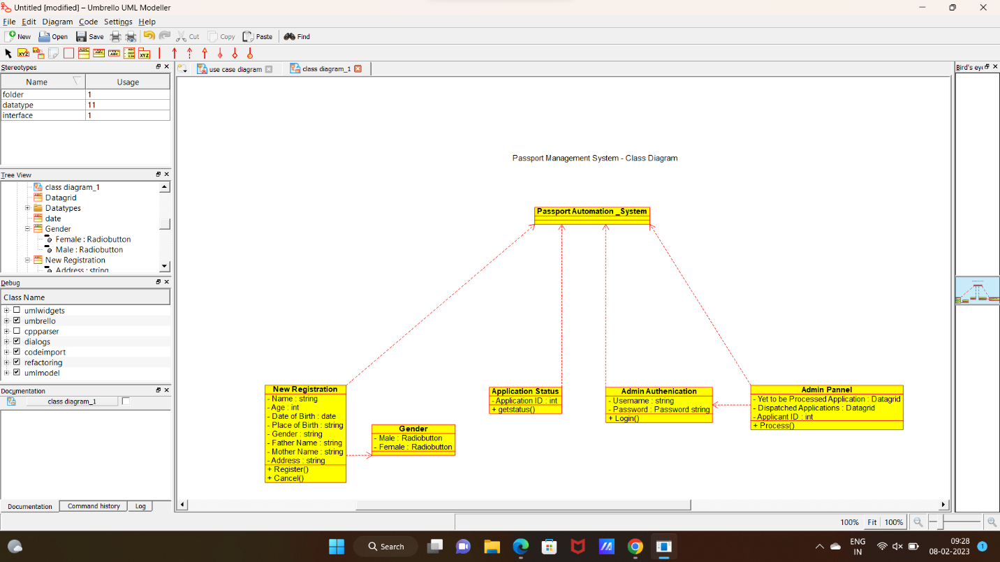 Untitled [modified] – Umbrello UML Modeller
File Edit Diagram Code Settings Help
New Open Save Cut Copy Paste Find
Stereotypes
Name Usage
folder 1
datatype 11
interface 1
Tree View
class diagram_1
Datagrid
Datatypes
date
Gender
Female : Radiobutton
Male : Radiobutton
New Registration
Address : string
Debug
Class Name
umlwidgets
umbrello
cppparser
dialogs
codeimport
refactoring
umlmodel
Documentation
class diagram_1
Documentation Command history Log
use case diagram class diagram_1
Bird's eye
Passport Management System - Class Diagram
Passport Automation _System
New Registration
- Name : string
- Age : int
- Date of Birth : date
- Place of Birth : string
- Gender : string
- Father Name : string
- Mother Name : string
- Address : string
+ Register()
+ Cancel()
Gender
- Male : Radiobutton
- Female : Radiobutton
Application Status
- Application ID : int
+ getstatus()
Admin Authenication
- Username : string
- Password : Password string
+ Login()
Admin Pannel
- Yet to be Processed Application : Datagrid
- Dispatched Applications : Datagrid
- Applicant ID : int
+ Process()
100% Fit 100%
Search
ENG
IN
09:28
08-02-2023
1